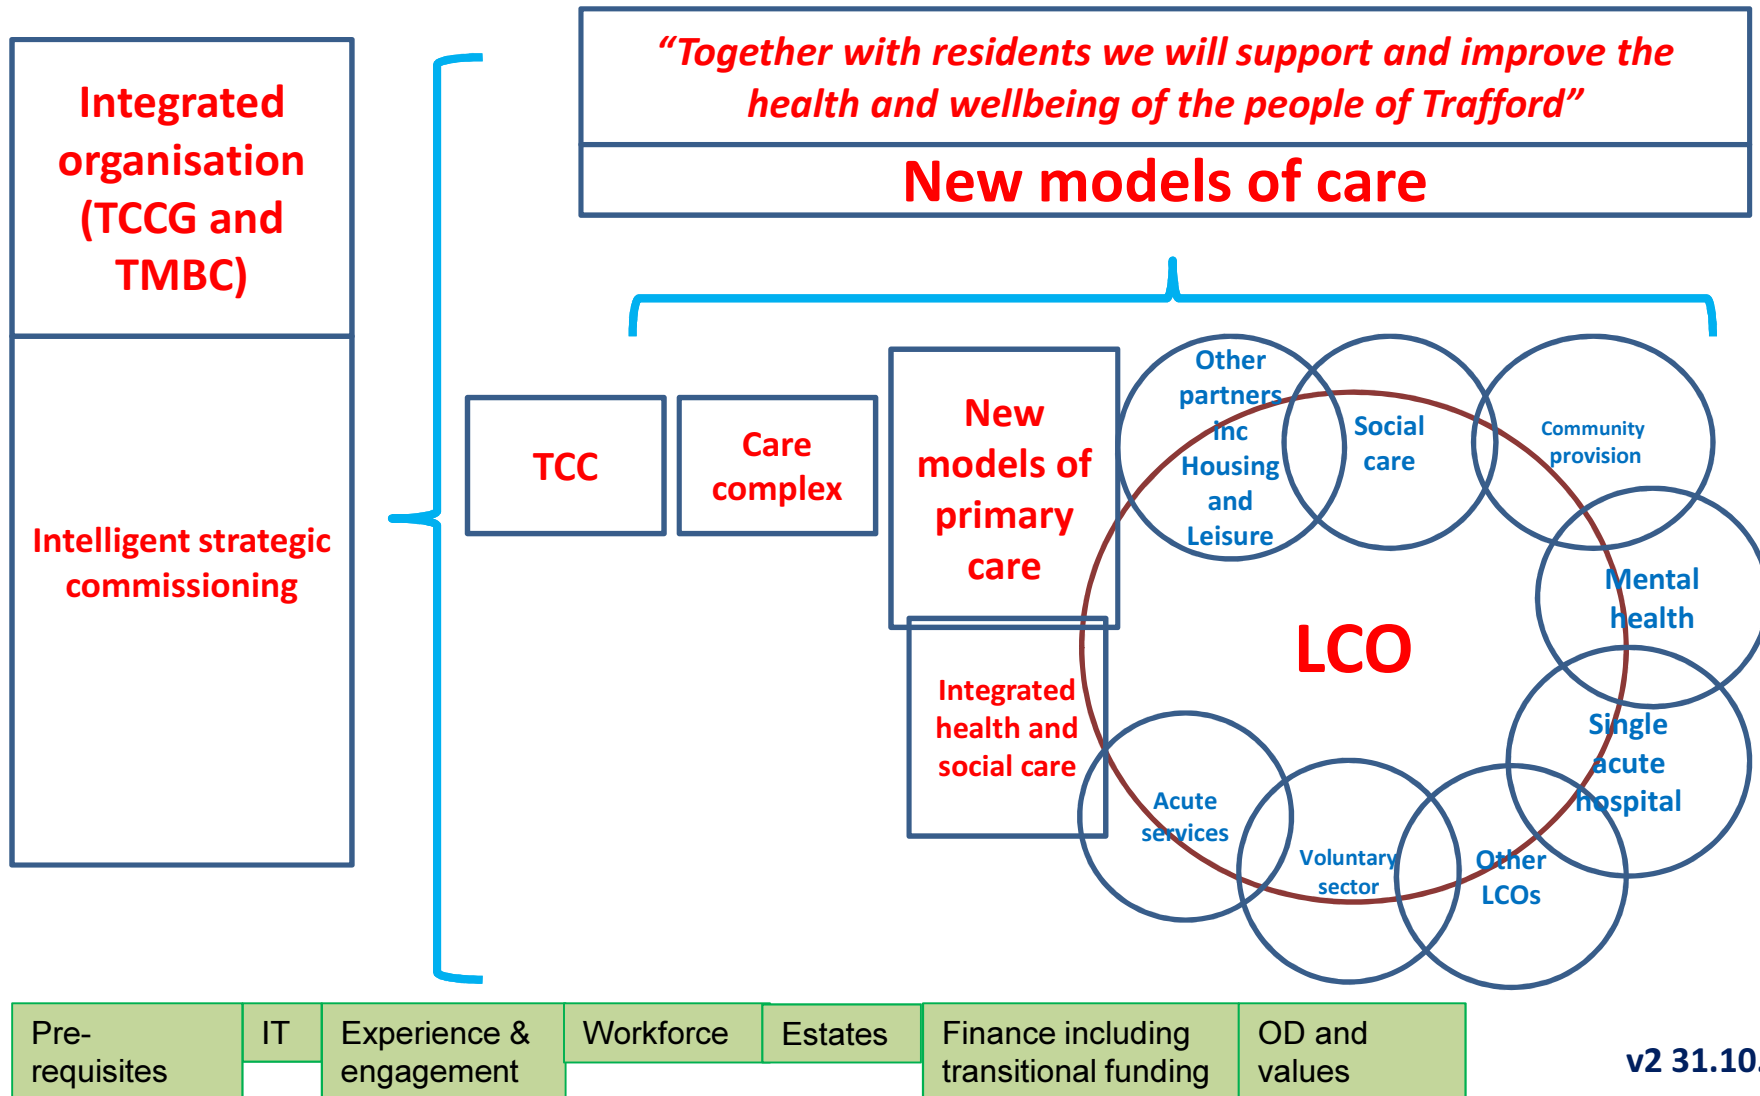 Integrated
organisation
(TCCG and
TMBC)
Intelligent strategic
commissioning
“Together with residents we will support and improve the
health and wellbeing of the people of Trafford”
New models of care
TCC
Care
complex
New
models of
primary
care
Integrated
health and
social care
Other
partners
inc
Housing
and
Leisure
Social
care
Community
provision
Mental
health
LCO
Single
acute
hospital
Acute
services
Voluntary
sector
Other
LCOs
Pre-
requisites
IT
Experience &
engagement
Workforce
Estates
Finance including
transitional funding
OD and
values
v2 31.10.